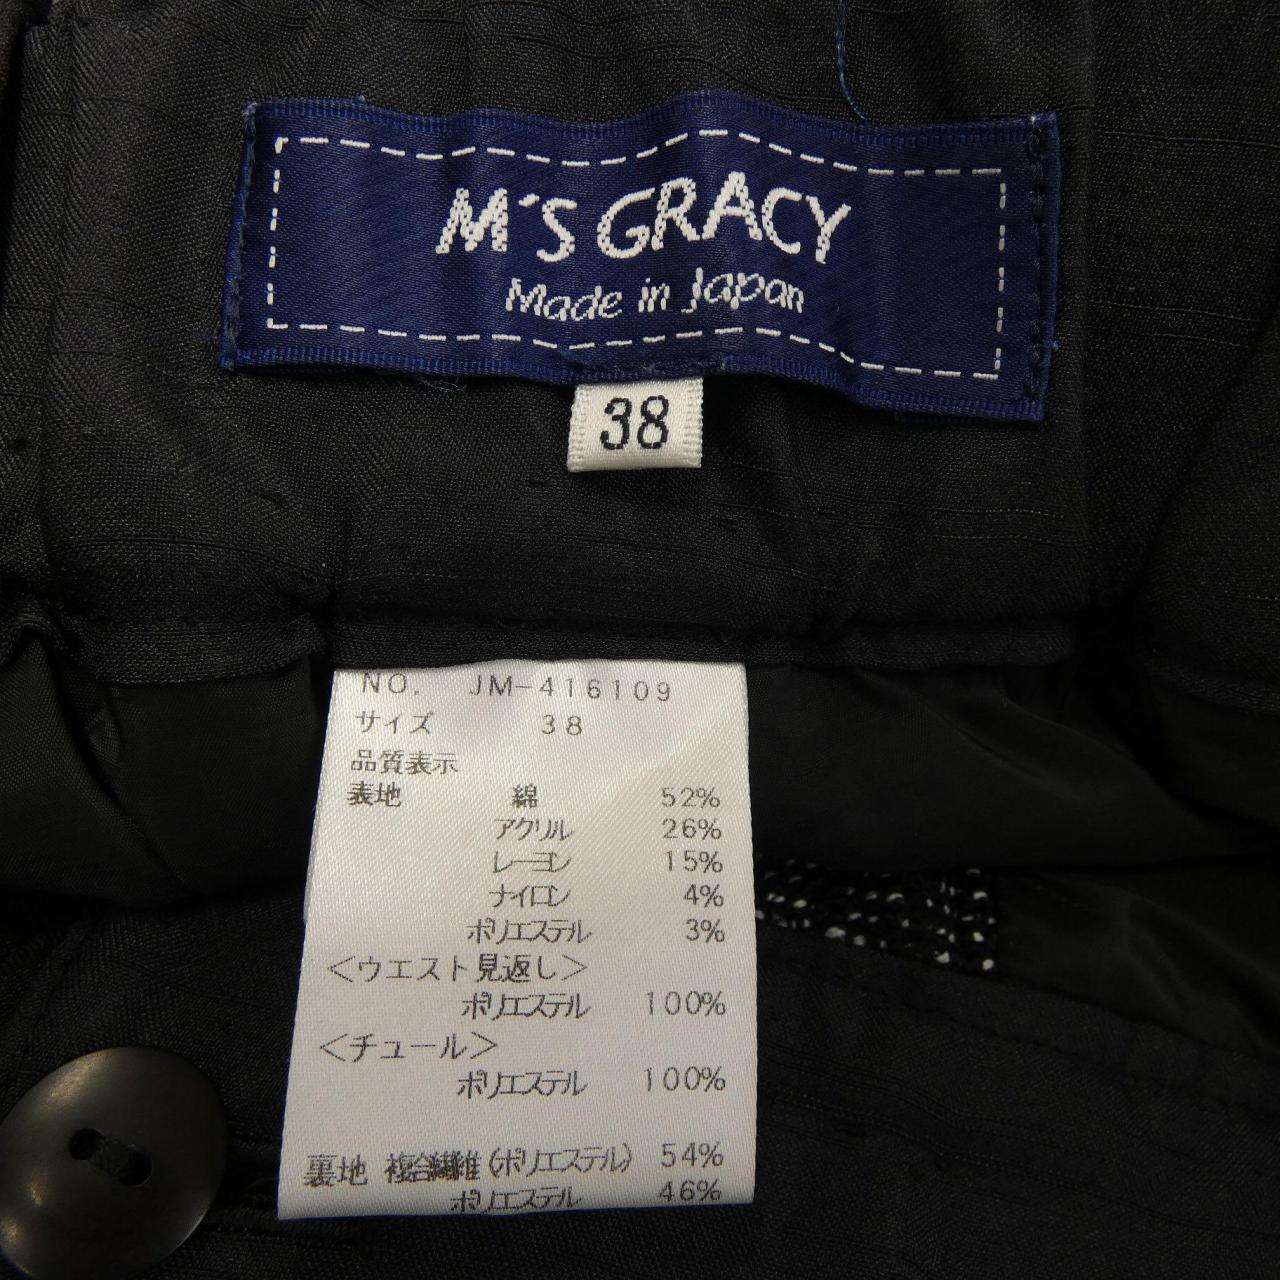 M'S GRACY
Made in Japan
38
NO. JM-416109
サイズ 38
品質表示
表地 綿 52%
アクリル 26%
レーヨン 15%
ナイロン 4%
ポリエステル 3%
<ウエスト見返し>
ポリエステル 100%
<チュール>
ポリエステル 100%
裏地 複合繊維(ポリエステル) 54%
ポリエステル 46%